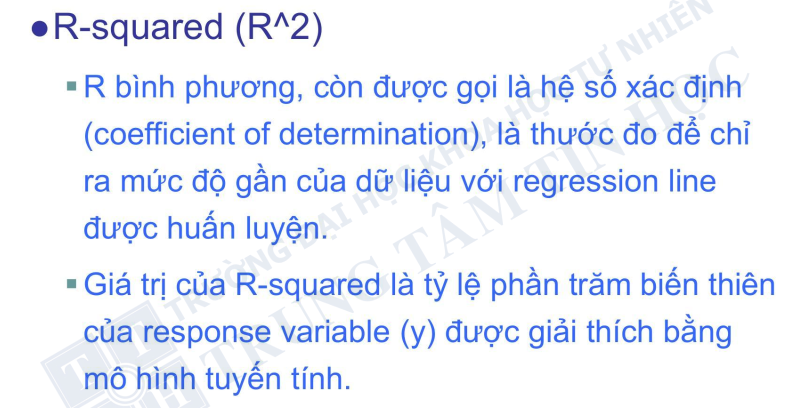 ●R-squared (R^2)
▪R bình phương, còn được gọi là hệ số xác định
(coefficient of determination), là thước đo để chỉ
ra mức độ gần của dữ liệu với regression line
được huấn luyện.
▪Giá trị của R-squared là tỷ lệ phần trăm biến thiên
của response variable (y) được giải thích bằng
mô hình tuyến tính.
TRƯỜNG ĐẠI HỌC KHOA HỌC TỰ NHIÊN
TRUNG TÂM TIN HỌC